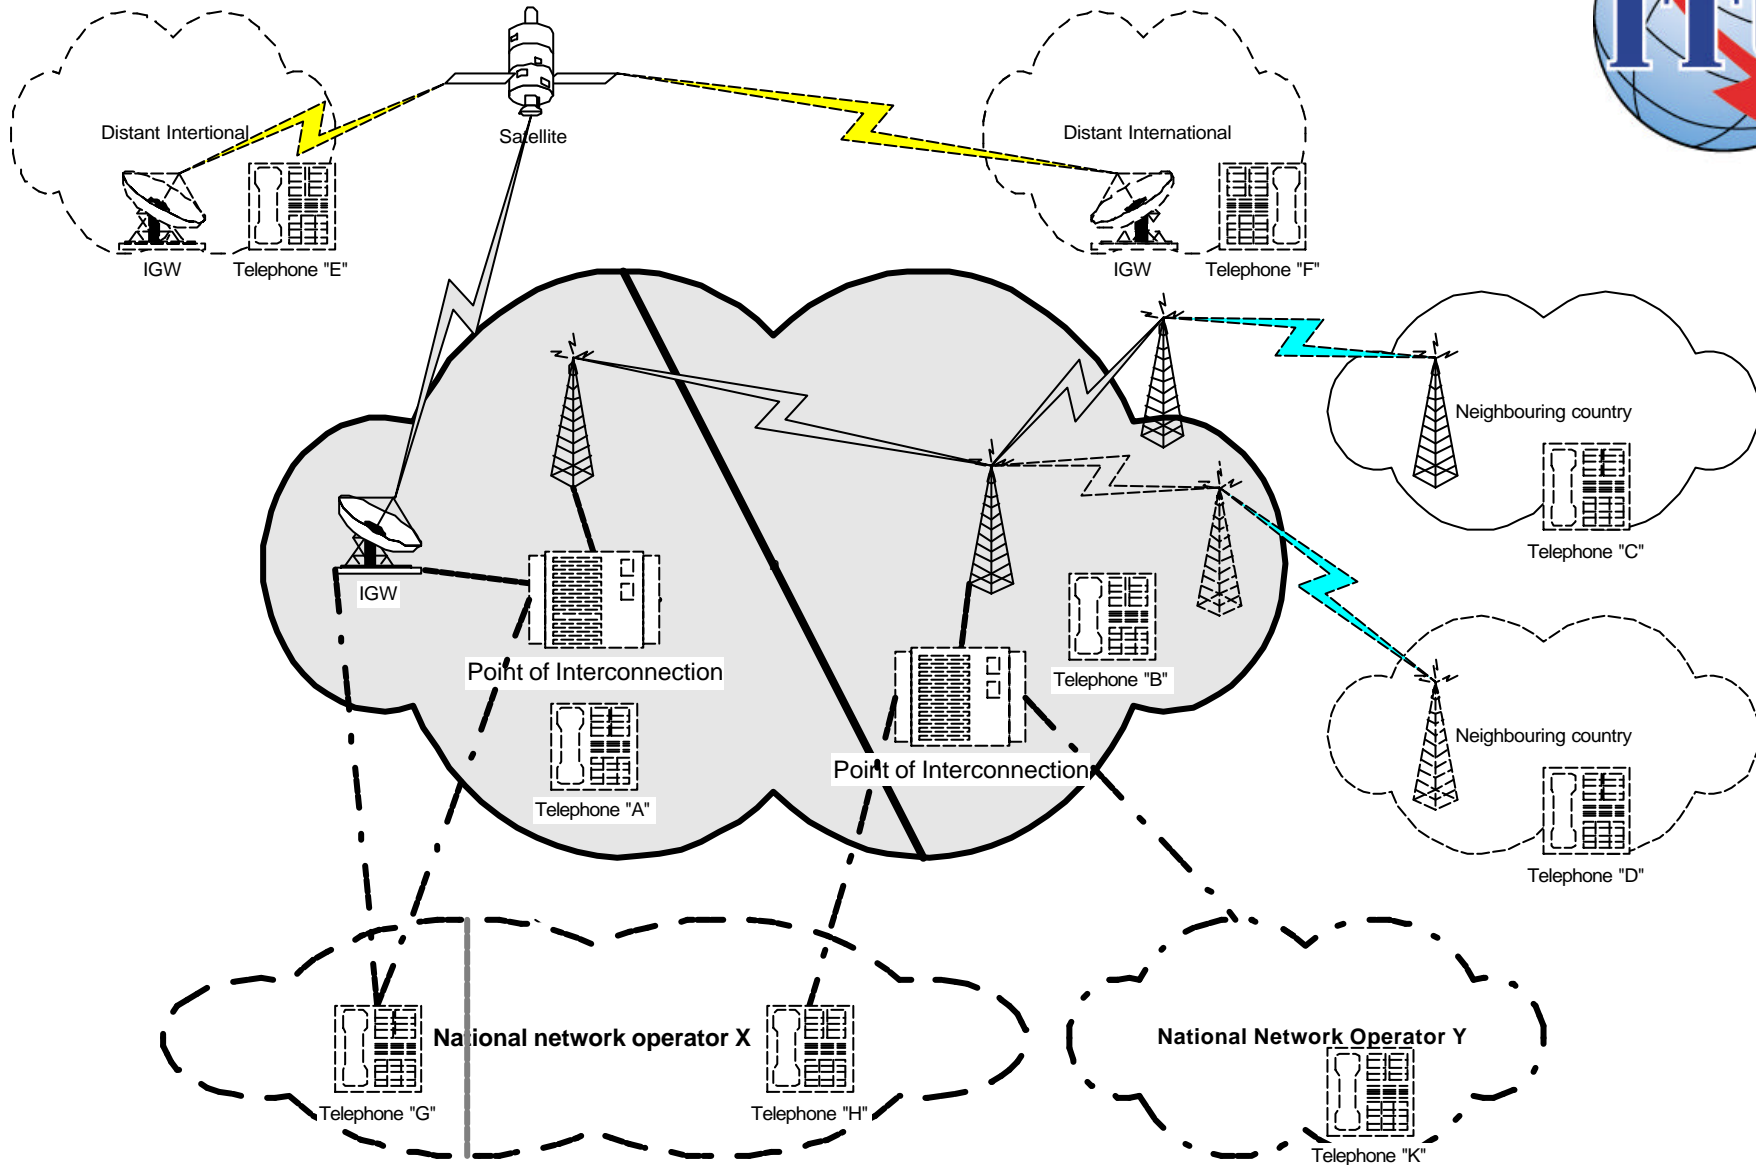 Distant Intertional
Satellite
Distant International
IGW
Telephone "E"
IGW
Telephone "F"
Neighbouring country
Telephone "C"
IGW
Point of Interconnection
Telephone "B"
Telephone "A"
Point of Interconnection
Neighbouring country
Telephone "D"
National network operator X
National Network Operator Y
Telephone "G"
Telephone "H"
Telephone "K"